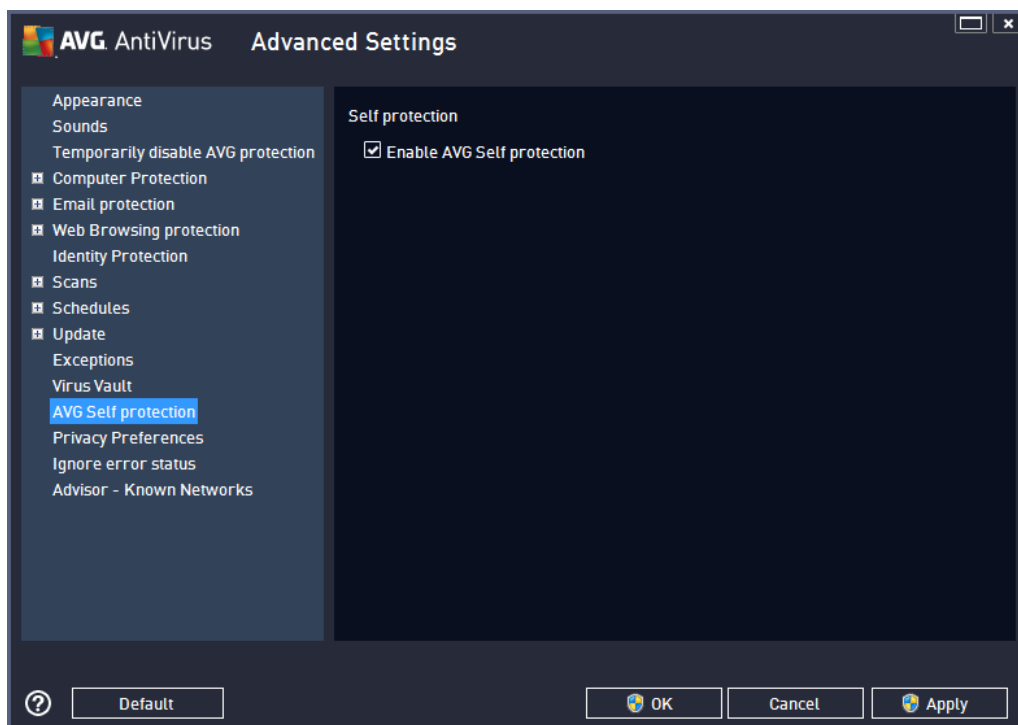 AVG. AntiVirus Advanced Settings
Appearance
Sounds
Temporarily disable AVG protection
Computer Protection
Email protection
Web Browsing protection
Identity Protection
Scans
Schedules
Update
Exceptions
Virus Vault
AVG Self protection
Privacy Preferences
Ignore error status
Advisor - Known Networks
Self protection
Enable AVG Self protection
? Default OK Cancel Apply